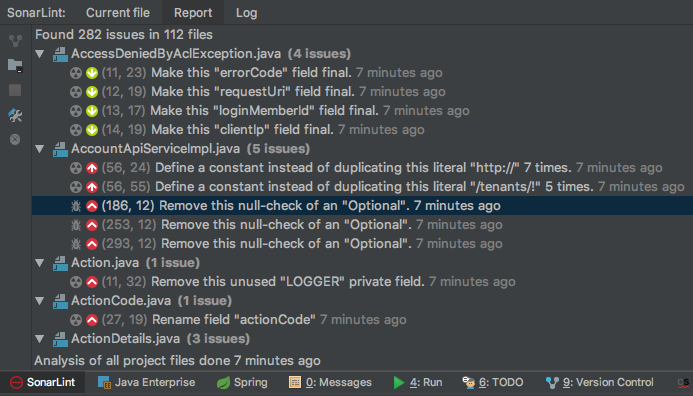 SonarLint: Current file Report Log
Found 282 issues in 112 files
AccessDeniedByAclException.java (4 issues)
(11, 23) Make this "errorCode" field final. 7 minutes ago
(12, 19) Make this "requestUri" field final. 7 minutes ago
(13, 17) Make this "loginMemberId" field final. 7 minutes ago
(14, 19) Make this "clientIp" field final. 7 minutes ago
AccountApiServiceImpl.java (5 issues)
(56, 24) Define a constant instead of duplicating this literal "http://" 7 times. 7 minutes ago
(56, 55) Define a constant instead of duplicating this literal "/tenants/!" 5 times. 7 minutes ago
(186, 12) Remove this null-check of an "Optional". 7 minutes ago
(253, 12) Remove this null-check of an "Optional". 7 minutes ago
(293, 12) Remove this null-check of an "Optional". 7 minutes ago
Action.java (1 issue)
(11, 32) Remove this unused "LOGGER" private field. 7 minutes ago
ActionCode.java (1 issue)
(27, 19) Rename field "actionCode" 7 minutes ago
ActionDetails.java (3 issues)
Analysis of all project files done 7 minutes ago
SonarLint Java Enterprise Spring 0: Messages 4: Run 6: TODO 9: Version Control